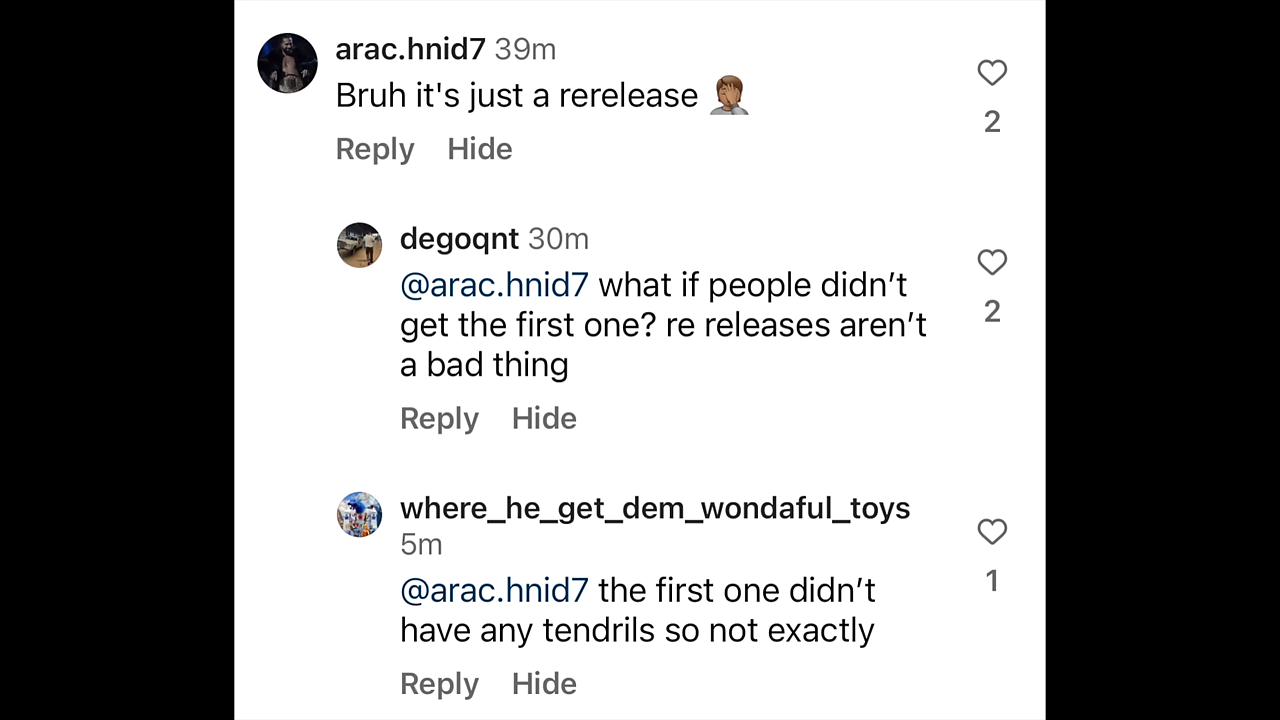 arac.hnid7 39m
Bruh it's just a rerelease 🤦🏽
2
Reply Hide
degoqnt 30m
@arac.hnid7 what if people didn’t
get the first one? re releases aren’t
a bad thing
2
Reply Hide
where_he_get_dem_wondaful_toys
5m
@arac.hnid7 the first one didn’t
have any tendrils so not exactly
1
Reply Hide